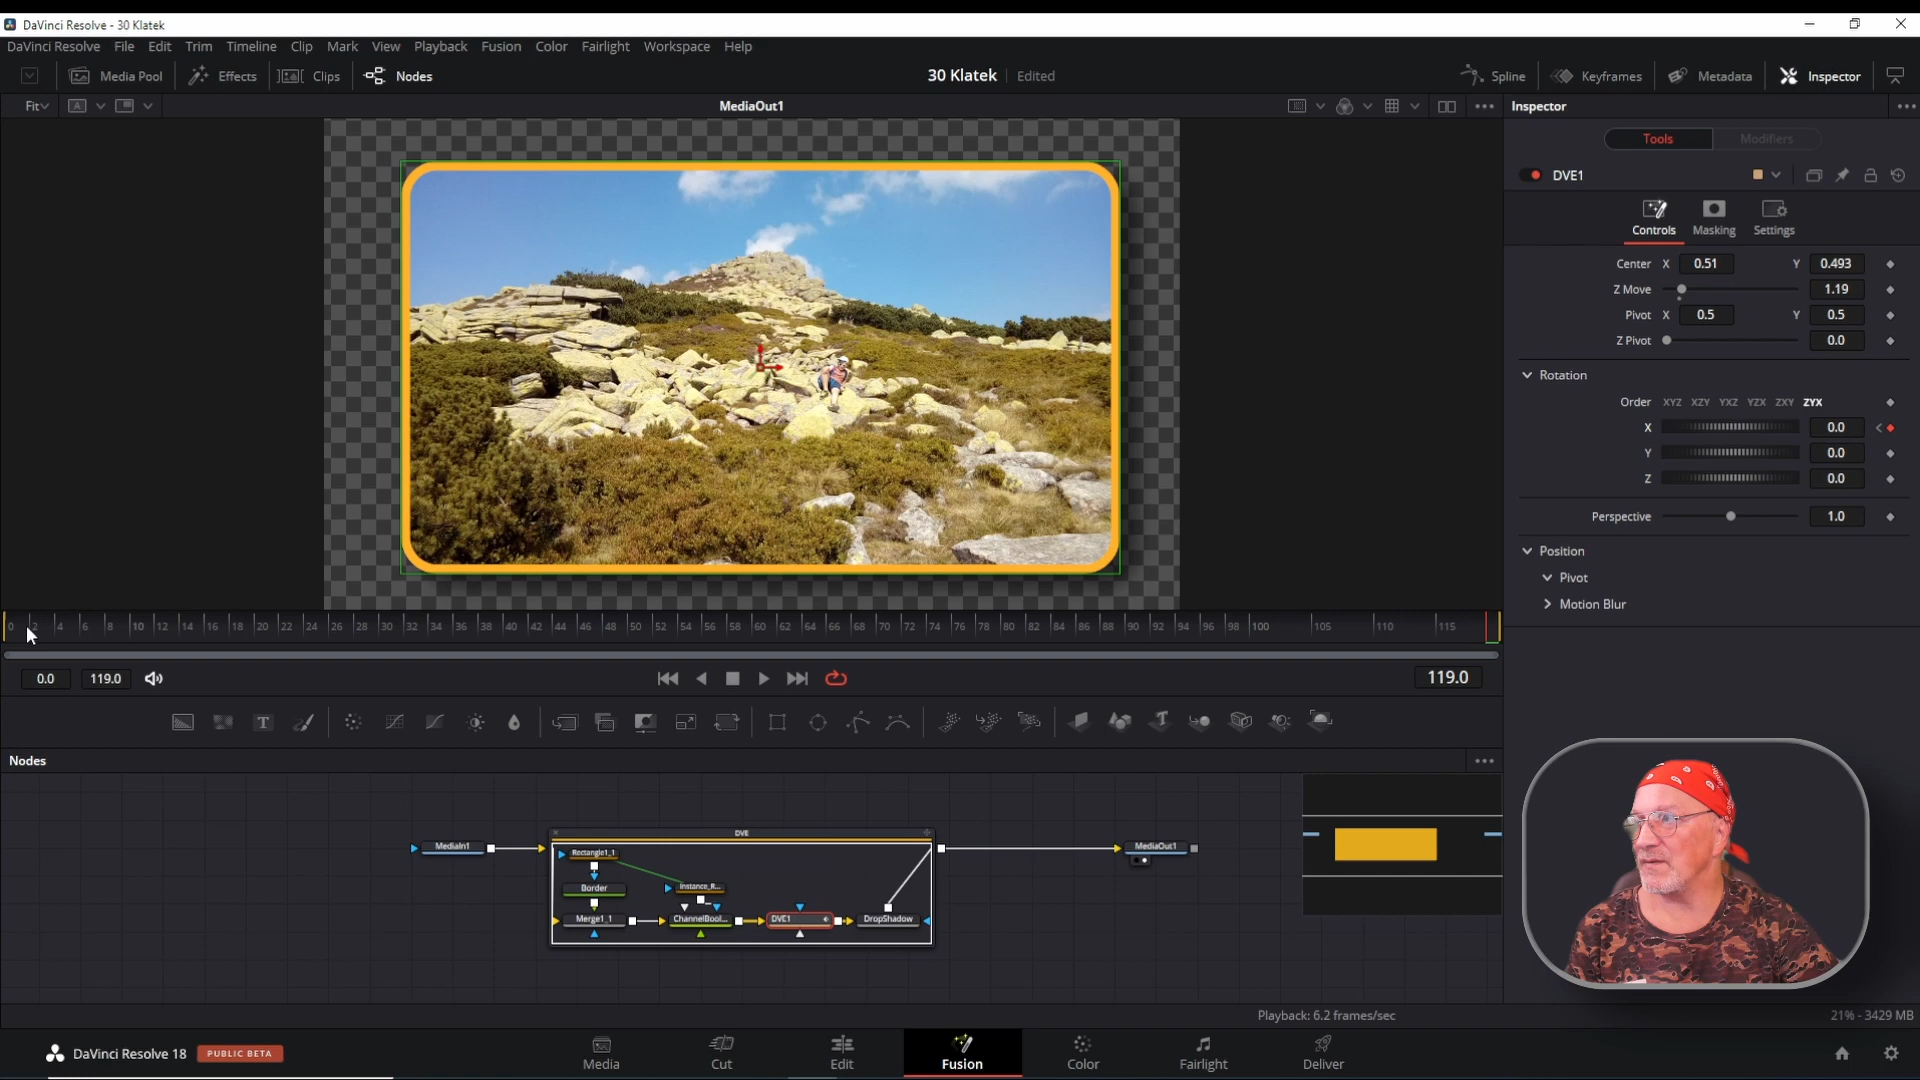 DaVinci Resolve - 30 Klatek
DaVinci Resolve File Edit Trim Timeline Clip Mark View Playback Fusion Color Fairlight Workspace Help
Media Pool Effects Clips Nodes 30 Klatek Edited Spline Keyframes Metadata Inspector
Fit A MediaOut1 Inspector
Tools Modifiers
DVE1
Controls Masking Settings
Center X 0.51 Y 0.493
Z Move 1.19
Pivot X 0.5 Y 0.5
Z Pivot 0.0
Rotation
Order XYZ XZY YXZ YZX ZXY ZYX
X 0.0
Y 0.0
Z 0.0
Perspective 1.0
Position
Pivot
Motion Blur
0 2 4 6 8 10 12 14 16 18 20 22 24 26 28 30 32 34 36 38 40 42 44 46 48 50 52 54 56 58 60 62 64 66 68 70 72 74 76 78 80 82 84 86 88 90 92 94 96 98 100 105 110 115
0.0 119.0 119.0
T
Nodes
DVE
MediaIn1 Rectangle1_1 MediaOut1
Border Instance_R...
Merge1_1 ChannelBool... DVE1 DropShadow
Playback: 6.2 frames/sec 21% - 3429 MB
DaVinci Resolve 18 PUBLIC BETA Media Cut Edit Fusion Color Fairlight Deliver